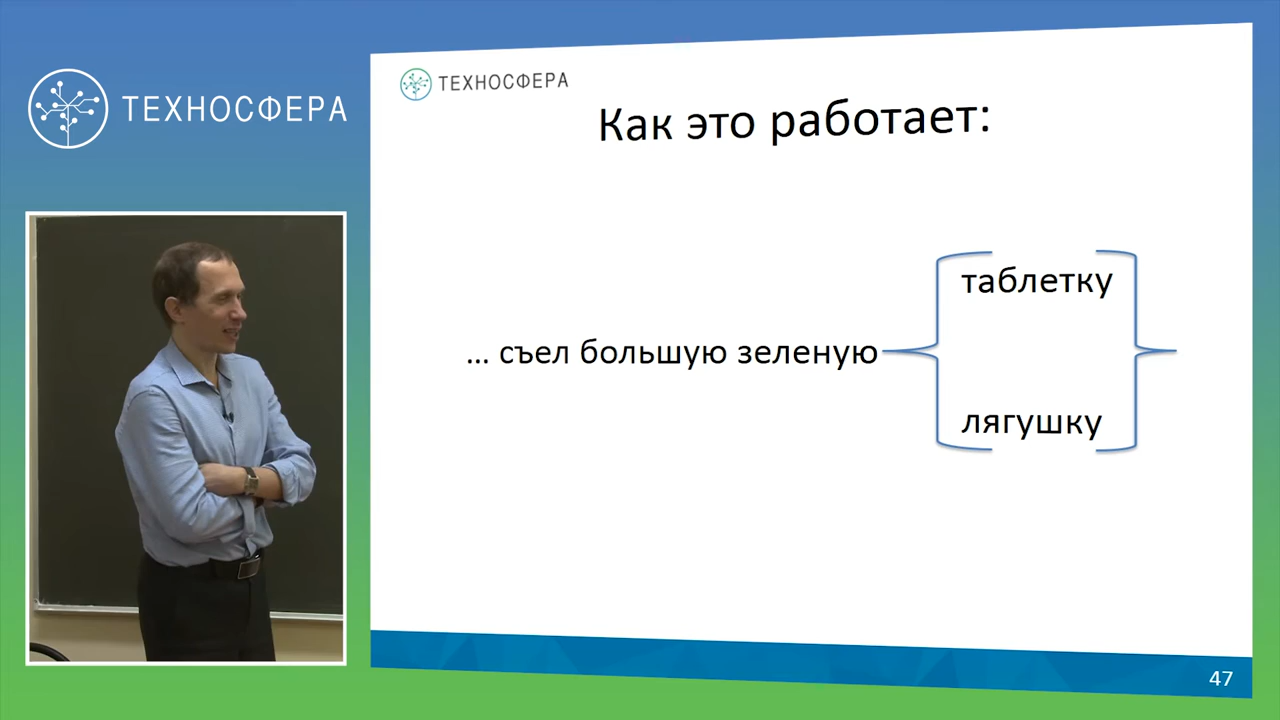 ТЕХНОСФЕРА
ТЕХНОСФЕРА
Как это работает:
таблетку
... съел большую зеленую
лягушку
47